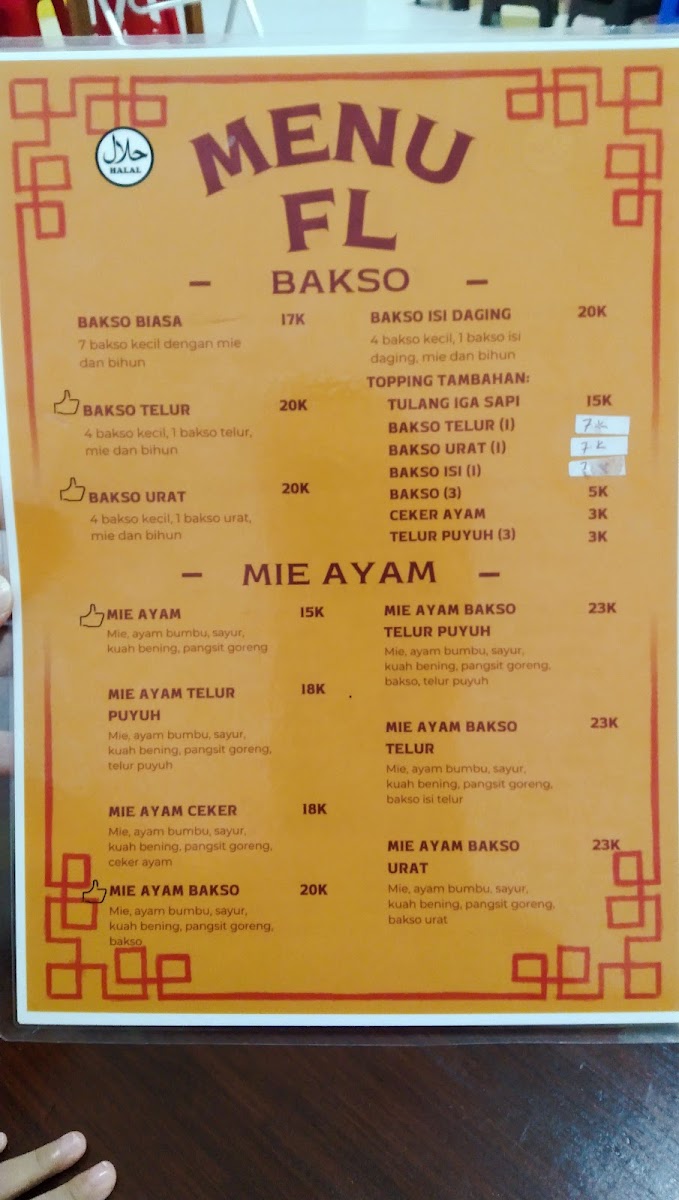 حلال
HALAL
MENU
FL
— BAKSO —
BAKSO BIASA 17K
7 bakso kecil dengan mie
dan bihun
BAKSO TELUR 20K
4 bakso kecil, 1 bakso telur,
mie dan bihun
BAKSO URAT 20K
4 bakso kecil, 1 bakso urat,
mie dan bihun
BAKSO ISI DAGING 20K
4 bakso kecil, 1 bakso isi
daging, mie dan bihun
TOPPING TAMBAHAN:
TULANG IGA SAPI 15K
BAKSO TELUR (1) 7K
BAKSO URAT (1) 7K
BAKSO ISI (1)
BAKSO (3) 5K
CEKER AYAM 3K
TELUR PUYUH (3) 3K
— MIE AYAM —
MIE AYAM 15K
Mie, ayam bumbu, sayur,
kuah bening, pangsit goreng
MIE AYAM TELUR 18K
PUYUH
Mie, ayam bumbu, sayur,
kuah bening, pangsit goreng,
telur puyuh
MIE AYAM CEKER 18K
Mie, ayam bumbu, sayur,
kuah bening, pangsit goreng,
ceker ayam
MIE AYAM BAKSO 20K
Mie, ayam bumbu, sayur,
kuah bening, pangsit goreng,
bakso
MIE AYAM BAKSO 23K
TELUR PUYUH
Mie, ayam bumbu, sayur,
kuah bening, pangsit goreng,
bakso, telur puyuh
MIE AYAM BAKSO 23K
TELUR
Mie, ayam bumbu, sayur,
kuah bening, pangsit goreng,
bakso isi telur
MIE AYAM BAKSO 23K
URAT
Mie, ayam bumbu, sayur,
kuah bening, pangsit goreng,
bakso urat